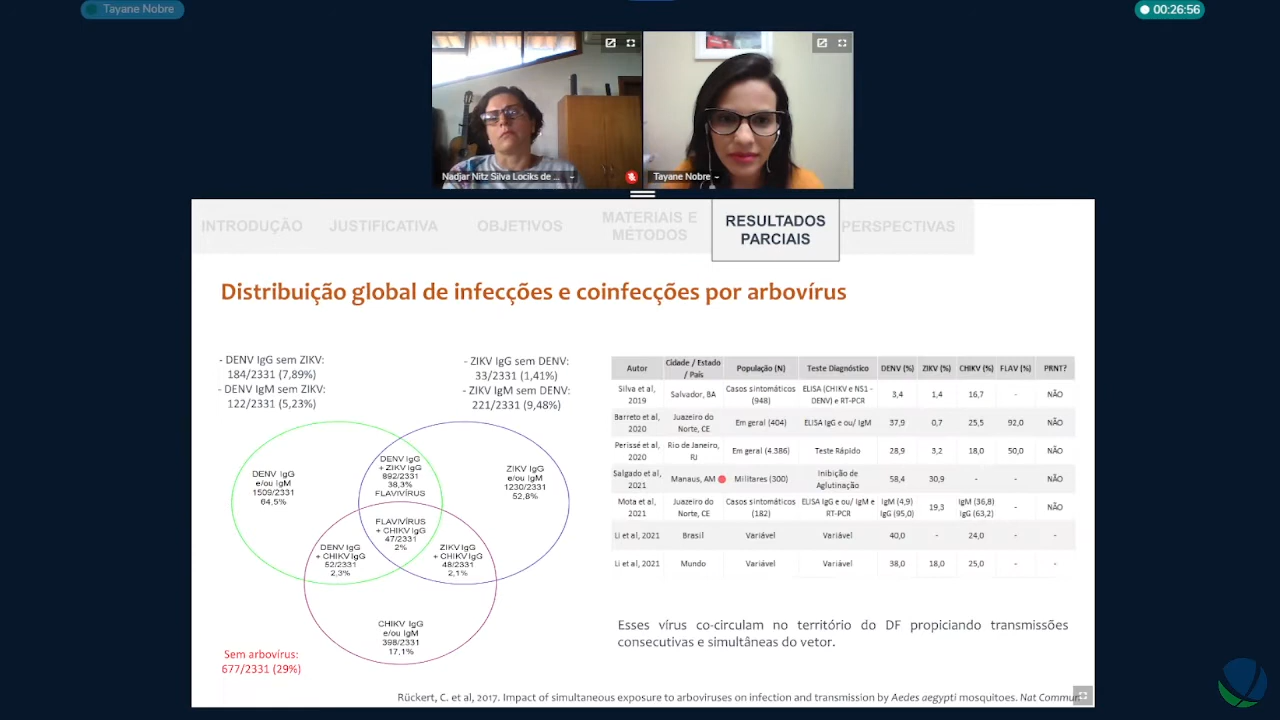 Tayane Nobre
00:26:56
Nadjar Nitz Silva Lociks de ...
Tayane Nobre
INTRODUÇÃO
JUSTIFICATIVA
OBJETIVOS
MATERIAIS E
MÉTODOS
RESULTADOS
PARCIAIS
PERSPECTIVAS
Distribuição global de infecções e coinfecções por arbovírus
- DENV IgG sem ZIKV:
184/2331 (7,89%)
- DENV IgM sem ZIKV:
122/2331 (5,23%)
- ZIKV IgG sem DENV:
33/2331 (1,41%)
- ZIKV IgM sem DENV:
221/2331 (9,48%)
DENV IgG
e/ou IgM
1509/2331
64,5%
DENV IgG
+ ZIKV IgG
892/2331
38,3%
FLAVIVÍRUS
ZIKV IgG
e/ou IgM
1230/2331
52,8%
FLAVIVÍRUS
+ CHIKV IgG
47/2331
2%
DENV IgG
+ CHIKV IgG
52/2331
2,3%
ZIKV IgG
+ CHIKV IgG
48/2331
2,1%
CHIKV IgG
e/ou IgM
398/2331
17,1%
Sem arbovírus:
677/2331 (29%)
Autor Cidade / Estado / País População (N) Teste Diagnóstico DENV (%) ZIKV (%) CHIKV (%) FLAV (%) PRNT?
Silva et al, 2019 Salvador, BA Casos sintomáticos (948) ELISA (CHIKV e NS1 - DENV) e RT-PCR 3,4 1,4 16,7 - NÃO
Barreto et al, 2020 Juazeiro do Norte, CE Em geral (404) ELISA IgG e ou/ IgM 37,9 0,7 25,5 92,0 NÃO
Perissé et al, 2020 Rio de Janeiro, RJ Em geral (4.386) Teste Rápido 28,9 3,2 18,0 50,0 NÃO
Salgado et al, 2021 Manaus, AM Militares (300) Inibição de Aglutinação 58,4 30,9 - - NÃO
Mota et al, 2021 Juazeiro do Norte, CE Casos sintomáticos (182) ELISA IgG e ou/ IgM e RT-PCR IgM (4,9) IgG (95,0) 19,3 IgM (36,8) IgG (63,2) - NÃO
Li et al, 2021 Brasil Variável Variável 40,0 - 24,0 - -
Li et al, 2021 Mundo Variável Variável 38,0 18,0 25,0 - -
Esses vírus co-circulam no território do DF propiciando transmissões
consecutivas e simultâneas do vetor.
Rückert, C. et al, 2017. Impact of simultaneous exposure to arboviruses on infection and transmission by Aedes aegypti mosquitoes. Nat Commun.